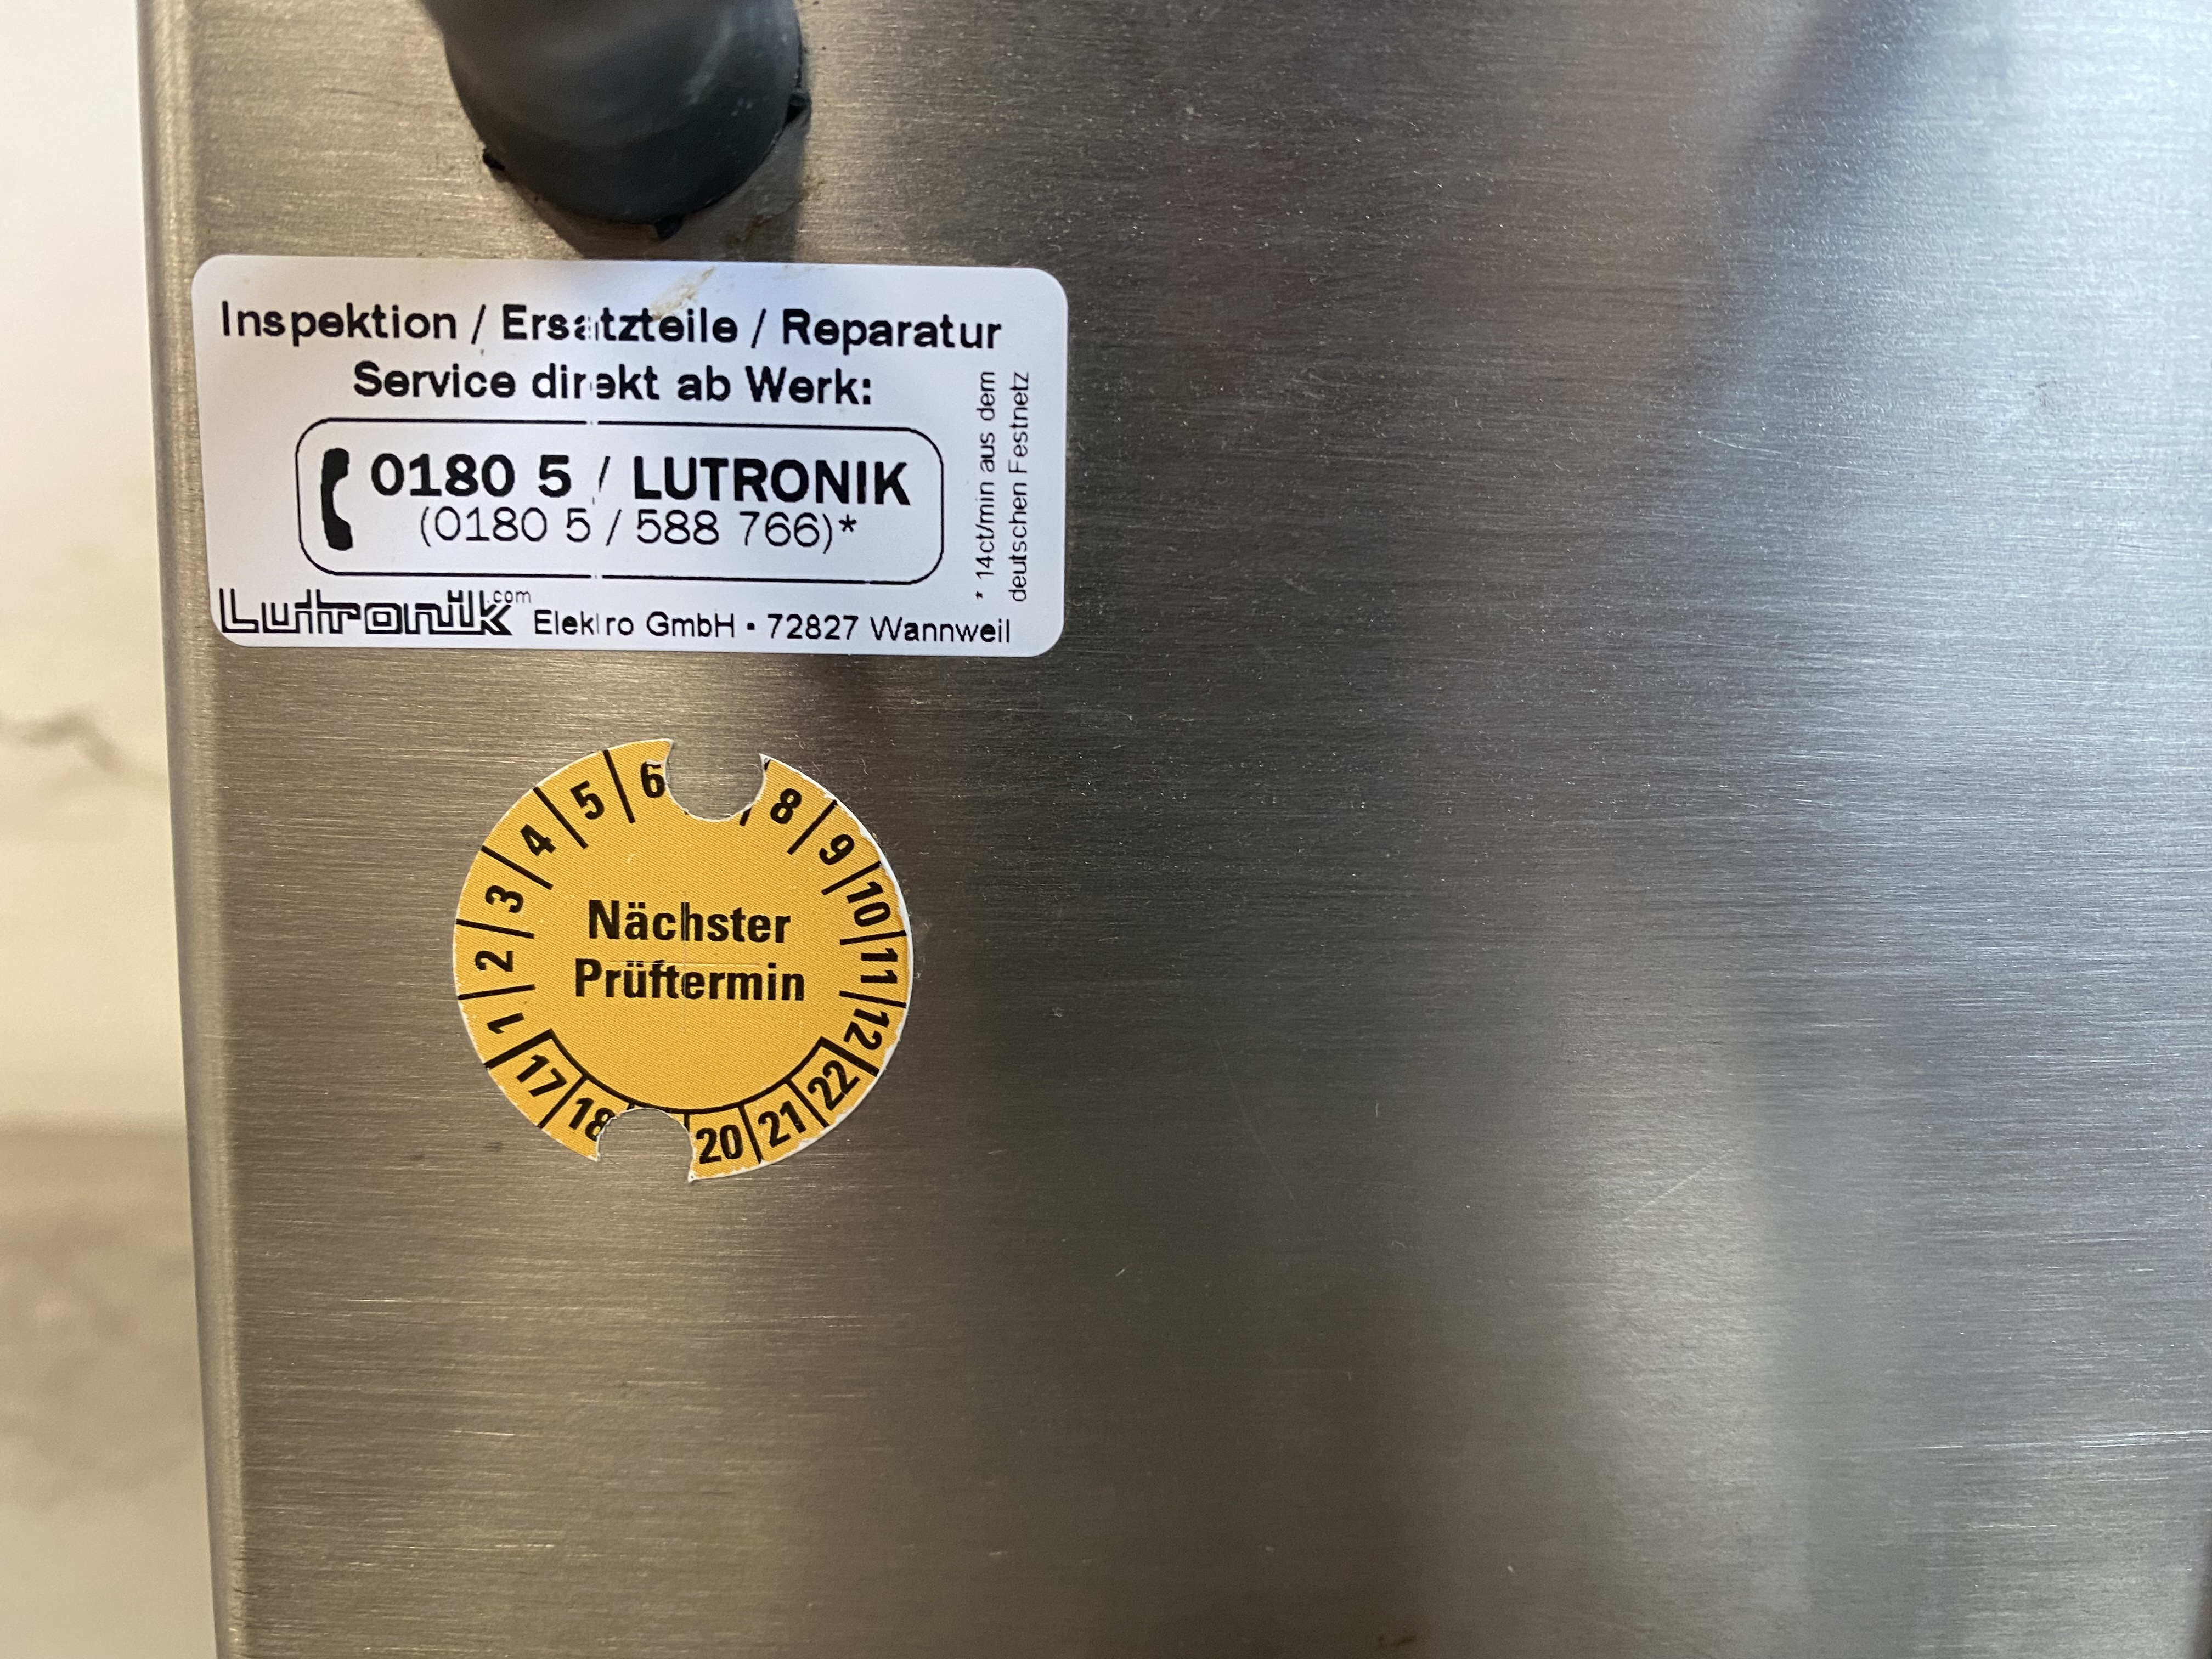 Inspektion / Ersatzteile / Reparatur
Service direkt ab Werk:
0180 5 / LUTRONIK
(0180 5 / 588 766)*
* 14ct/min aus dem
deutschen Festnetz
Lutronik.com Elektro GmbH • 72827 Wannweil
1 2 3 4 5 6 8 9 10 11 12
Nächster
Prüftermin
17 18 20 21 22